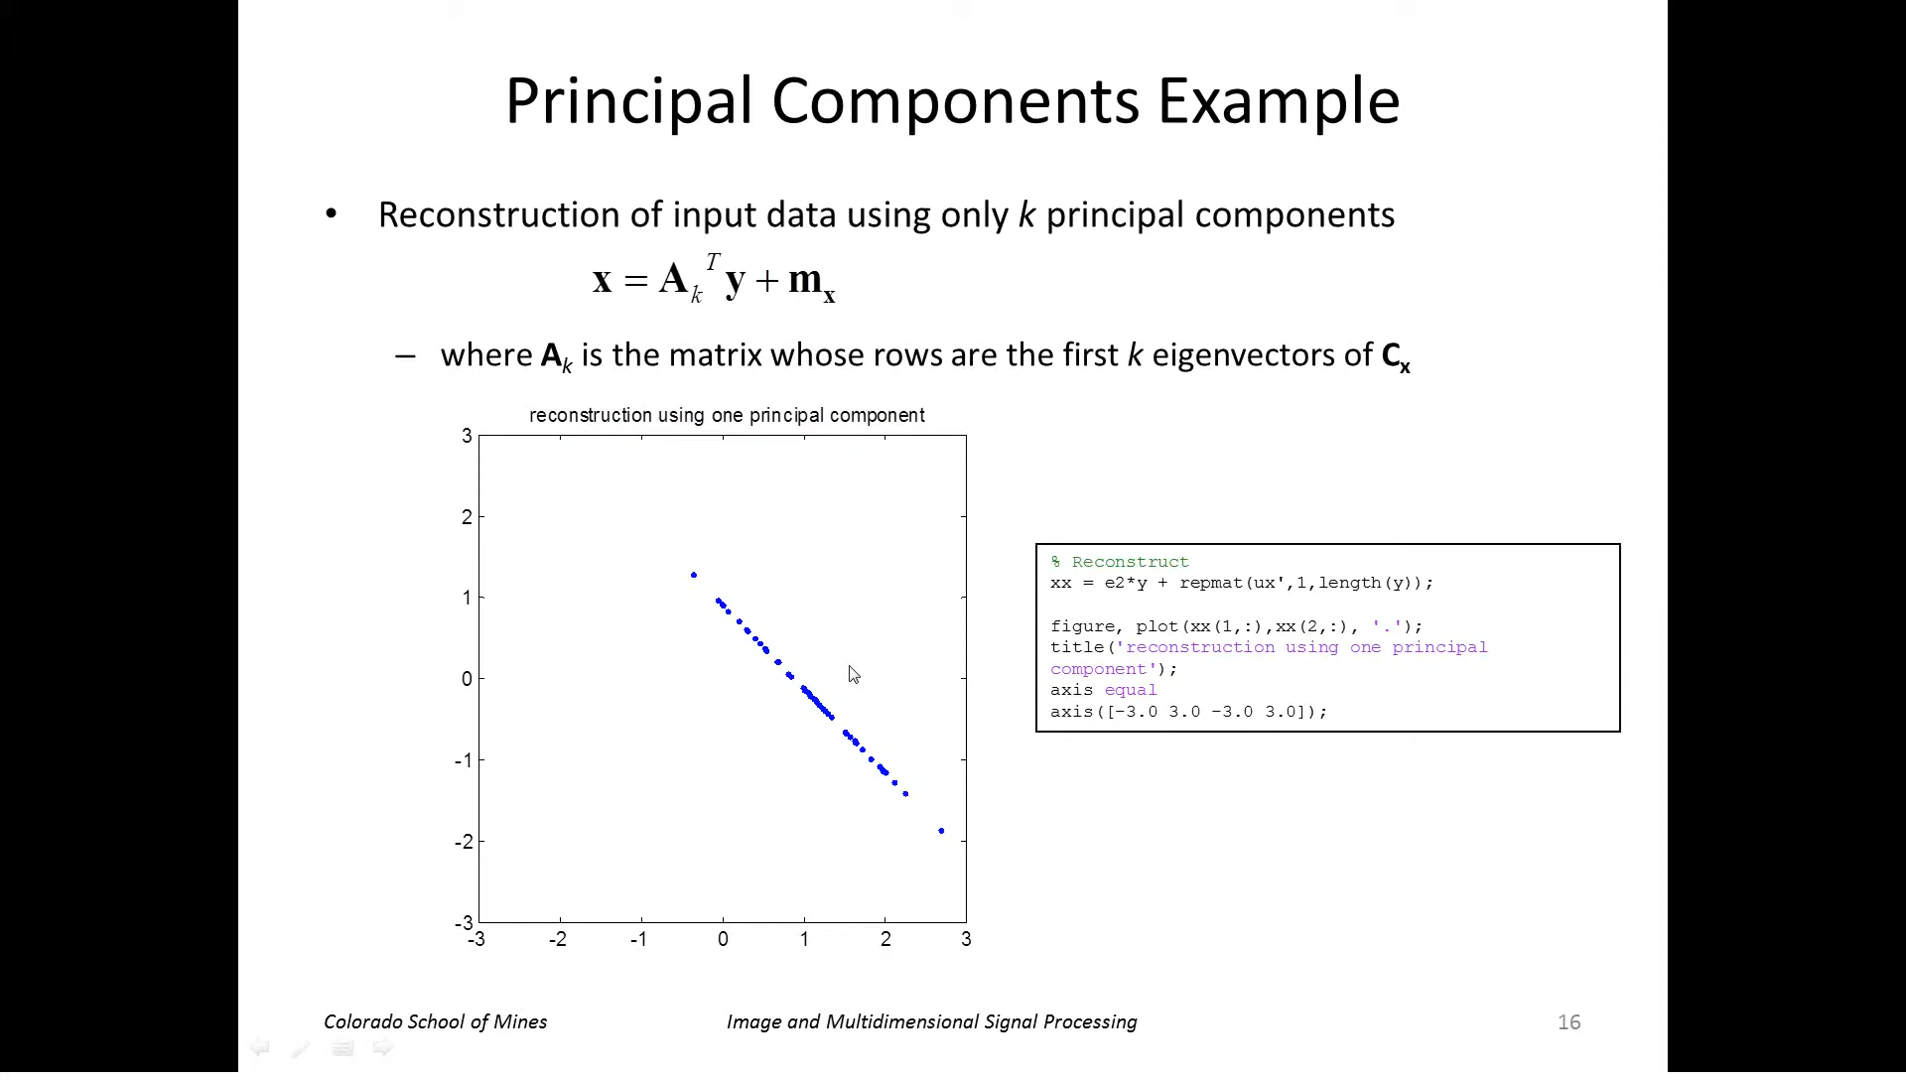 Principal Components Example
• Reconstruction of input data using only k principal components
x = A_k^T y + m_x
– where A_k is the matrix whose rows are the first k eigenvectors of C_x
reconstruction using one principal component
3
2
1
0
-1
-2
-3
-3 -2 -1 0 1 2 3
% Reconstruct
xx = e2*y + repmat(ux',1,length(y));
figure, plot(xx(1,:),xx(2,:), '.');
title('reconstruction using one principal
component');
axis equal
axis([-3.0 3.0 -3.0 3.0]);
Colorado School of Mines Image and Multidimensional Signal Processing 16